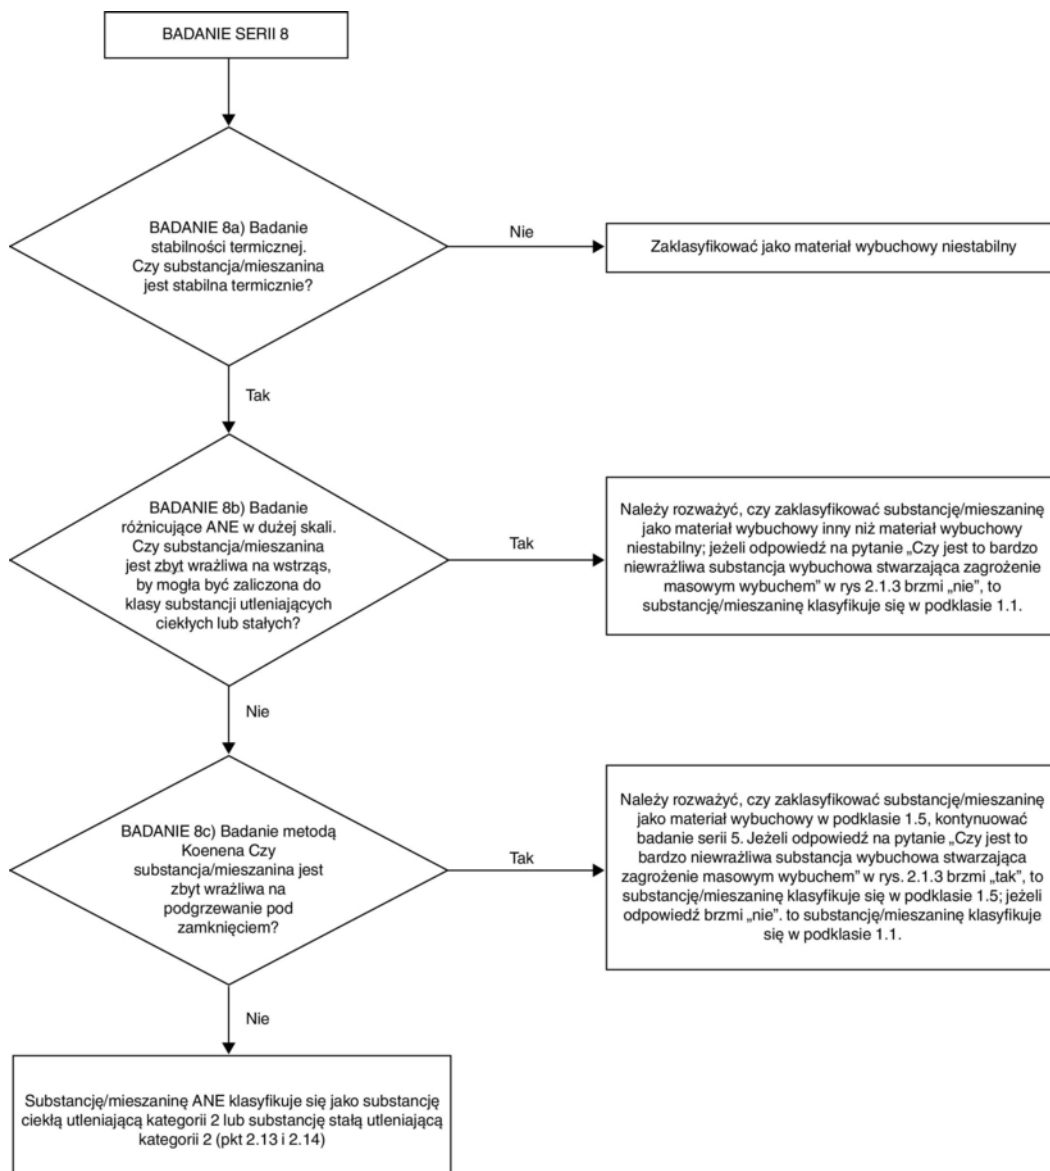 BADANIE SERII 8
BADANIE 8a) Badanie
stabilności termicznej.
Czy substancja/mieszanina
jest stabilna termicznie?
Nie
Zaklasyfikować jako materiał wybuchowy niestabilny
Tak
BADANIE 8b) Badanie
różnicujące ANE w dużej skali.
Czy substancja/mieszanina
jest zbyt wrażliwa na wstrząs,
by mogła być zaliczona do
klasy substancji utleniających
ciekłych lub stałych?
Tak
Należy rozważyć, czy zaklasyfikować substancję/mieszaninę
jako materiał wybuchowy inny niż materiał wybuchowy
niestabilny; jeżeli odpowiedź na pytanie „Czy jest to bardzo
niewrażliwa substancja wybuchowa stwarzająca zagrożenie
masowym wybuchem” w rys 2.1.3 brzmi „nie”, to
substancję/mieszaninę klasyfikuje się w podklasie 1.1.
Nie
BADANIE 8c) Badanie metodą
Koenena Czy
substancja/mieszanina jest
zbyt wrażliwa na
podgrzewanie pod
zamknięciem?
Tak
Należy rozważyć, czy zaklasyfikować substancję/mieszaninę
jako materiał wybuchowy w podklasie 1.5, kontynuować
badanie serii 5. Jeżeli odpowiedź na pytanie „Czy jest to
bardzo niewrażliwa substancja wybuchowa stwarzająca
zagrożenie masowym wybuchem” w rys. 2.1.3 brzmi „tak”, to
substancję/mieszaninę klasyfikuje się w podklasie 1.5; jeżeli
odpowiedź brzmi „nie”. to substancję/mieszaninę klasyfikuje
się w podklasie 1.1.
Nie
Substancję/mieszaninę ANE klasyfikuje się jako substancję
ciekłą utleniającą kategorii 2 lub substancję stałą utleniającą
kategorii 2 (pkt 2.13 i 2.14)